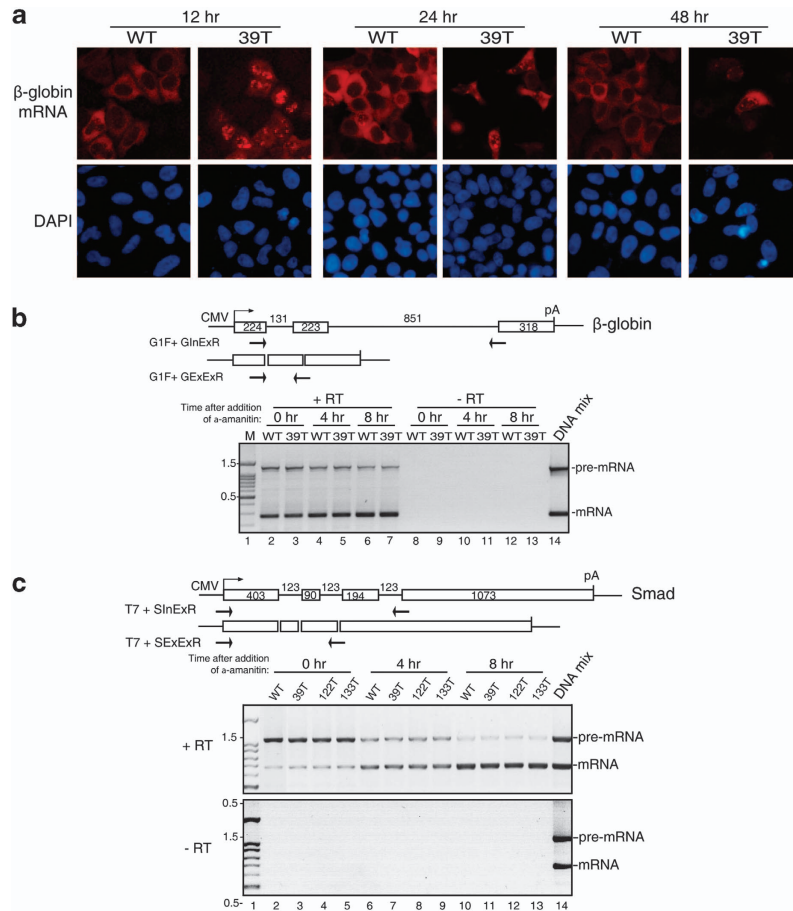 a
12 hr 24 hr 48 hr
WT 39T WT 39T WT 39T
β-globin
mRNA
DAPI
b
CMV 131 851 pA
224 223 318 β-globin
G1F+ GInExR
G1F+ GExExR
+ RT - RT
Time after addition
of a-amanitin: 0 hr 4 hr 8 hr 0 hr 4 hr 8 hr DNA mix
M WT 39T WT 39T WT 39T WT 39T WT 39T WT 39T
1.5- -pre-mRNA
0.5-
-mRNA
1 2 3 4 5 6 7 8 9 10 11 12 13 14
c
CMV 123 123 123 pA
403 90 194 1073 Smad
T7 + SInExR
T7 + SExExR
Time after addition
of a-amanitin: 0 hr 4 hr 8 hr DNA mix
WT 39T 122T 133T WT 39T 122T 133T WT 39T 122T 133T
1.5- -pre-mRNA
+ RT
-mRNA
0.5-
1.5- -pre-mRNA
- RT
-mRNA
0.5-
1 2 3 4 5 6 7 8 9 10 11 12 13 14